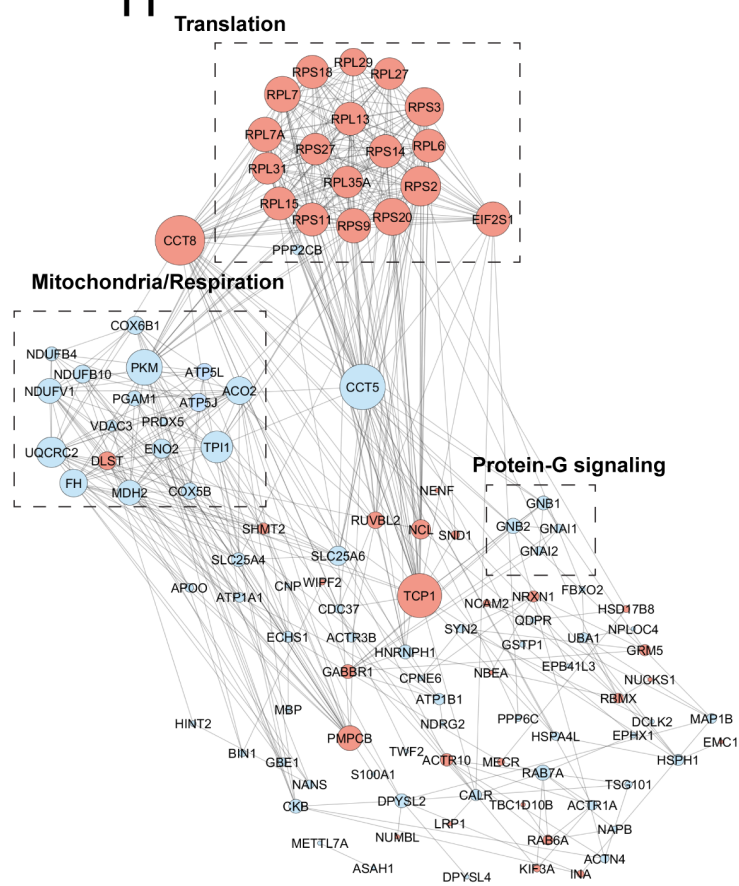 Translation
RPL29
RPS18
RPL27
RPL7
RPS3
RPL13
RPL7A
RPS27
RPS14
RPL6
RPL31
RPL35A
RPS2
RPL15
RPS11
RPS9
RPS20
EIF2S1
CCT8
PPP2CB
Mitochondria/Respiration
COX6B1
NDUFB4
NDUFB10
PKM
ATP5L
NDUFV1
PGAM1
ATP5J
ACO2
CCT5
VDAC3
PRDX5
UQCRC2
DLST
ENO2
TPI1
FH
MDH2
COX5B
Protein-G signaling
NENF
GNB1
GNB2
GNAI1
GNAI2
SHMT2
RUVBL2
NCL
SND1
SLC25A4
SLC25A6
APOO
ATP1A1
CNP
WIPF2
CDC37
TCP1
NCAM2
NRXN1
FBXO2
HSD17B8
ECHS1
ACTR3B
SYN2
QDPR
NPLOC4
HNRNPH1
GSTP1
UBA1
GRM5
GABBR1
CPNE6
NBEA
EPB41L3
NUCKS1
ATP1B1
RBMX
MBP
HINT2
NDRG2
PPP6C
DCLK2
MAP1B
PMPCB
HSPA4L
EPHX1
EMC1
BIN1
GBE1
TWF2
ACTR10
MECR
HSPH1
S100A1
RAB7A
NANS
TSG101
CKB
DPYSL2
CALR
TBC1D10B
ACTR1A
LRP1
NAPB
METTL7A
NUMBL
RAB6A
ASAH1
ACTN4
DPYSL4
KIF3A
INA